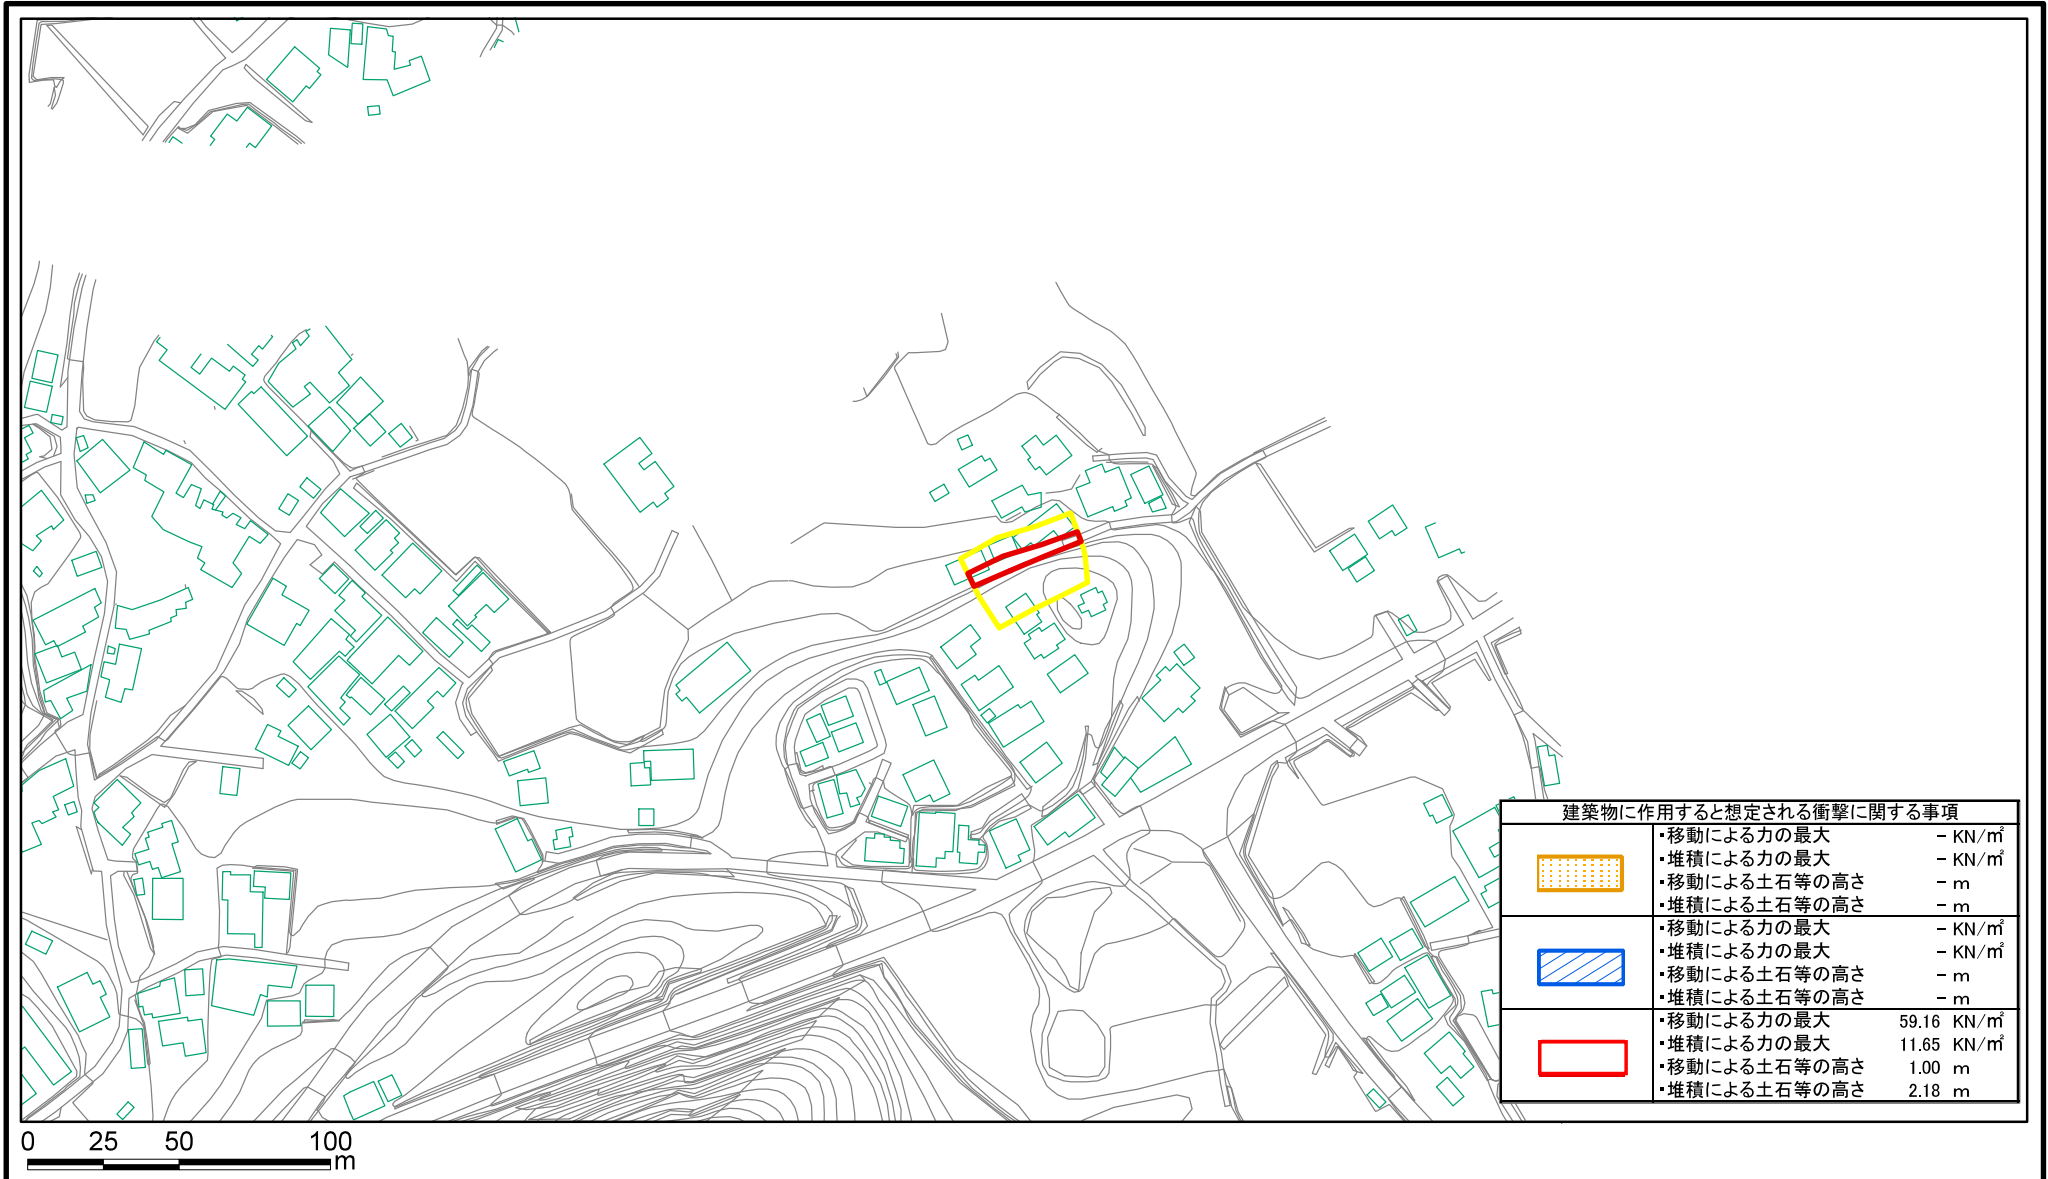 建築物に作用すると想定される衝撃に関する事項
・移動による力の最大 － KN/㎡
・堆積による力の最大 － KN/㎡
・移動による土石等の高さ － m
・堆積による土石等の高さ － m
・移動による力の最大 － KN/㎡
・堆積による力の最大 － KN/㎡
・移動による土石等の高さ － m
・堆積による土石等の高さ － m
・移動による力の最大 59.16 KN/㎡
・堆積による力の最大 11.65 KN/㎡
・移動による土石等の高さ 1.00 m
・堆積による土石等の高さ 2.18 m
0 25 50 100
m